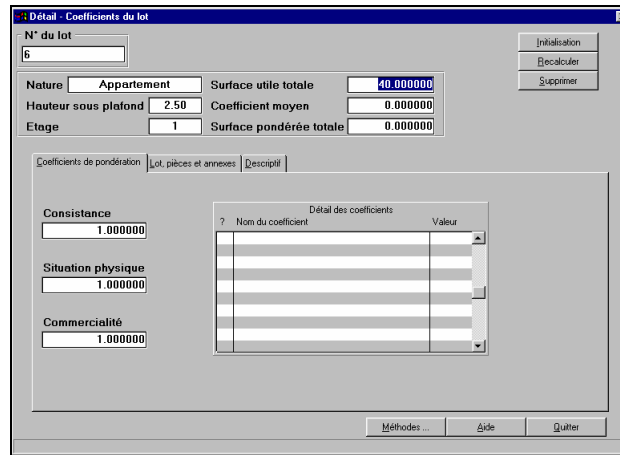 Détail - Coefficients du lot
N° du lot
6
Initialisation
Recalculer
Supprimer
Nature Appartement Surface utile totale 40.000000
Hauteur sous plafond 2.50 Coefficient moyen 0.000000
Etage 1 Surface pondérée totale 0.000000
Coefficients de pondération Lot, pièces et annexes Descriptif
Consistance
1.000000
Situation physique
1.000000
Commercialité
1.000000
Détail des coefficients
? Nom du coefficient Valeur
Méthodes ... Aide Quitter